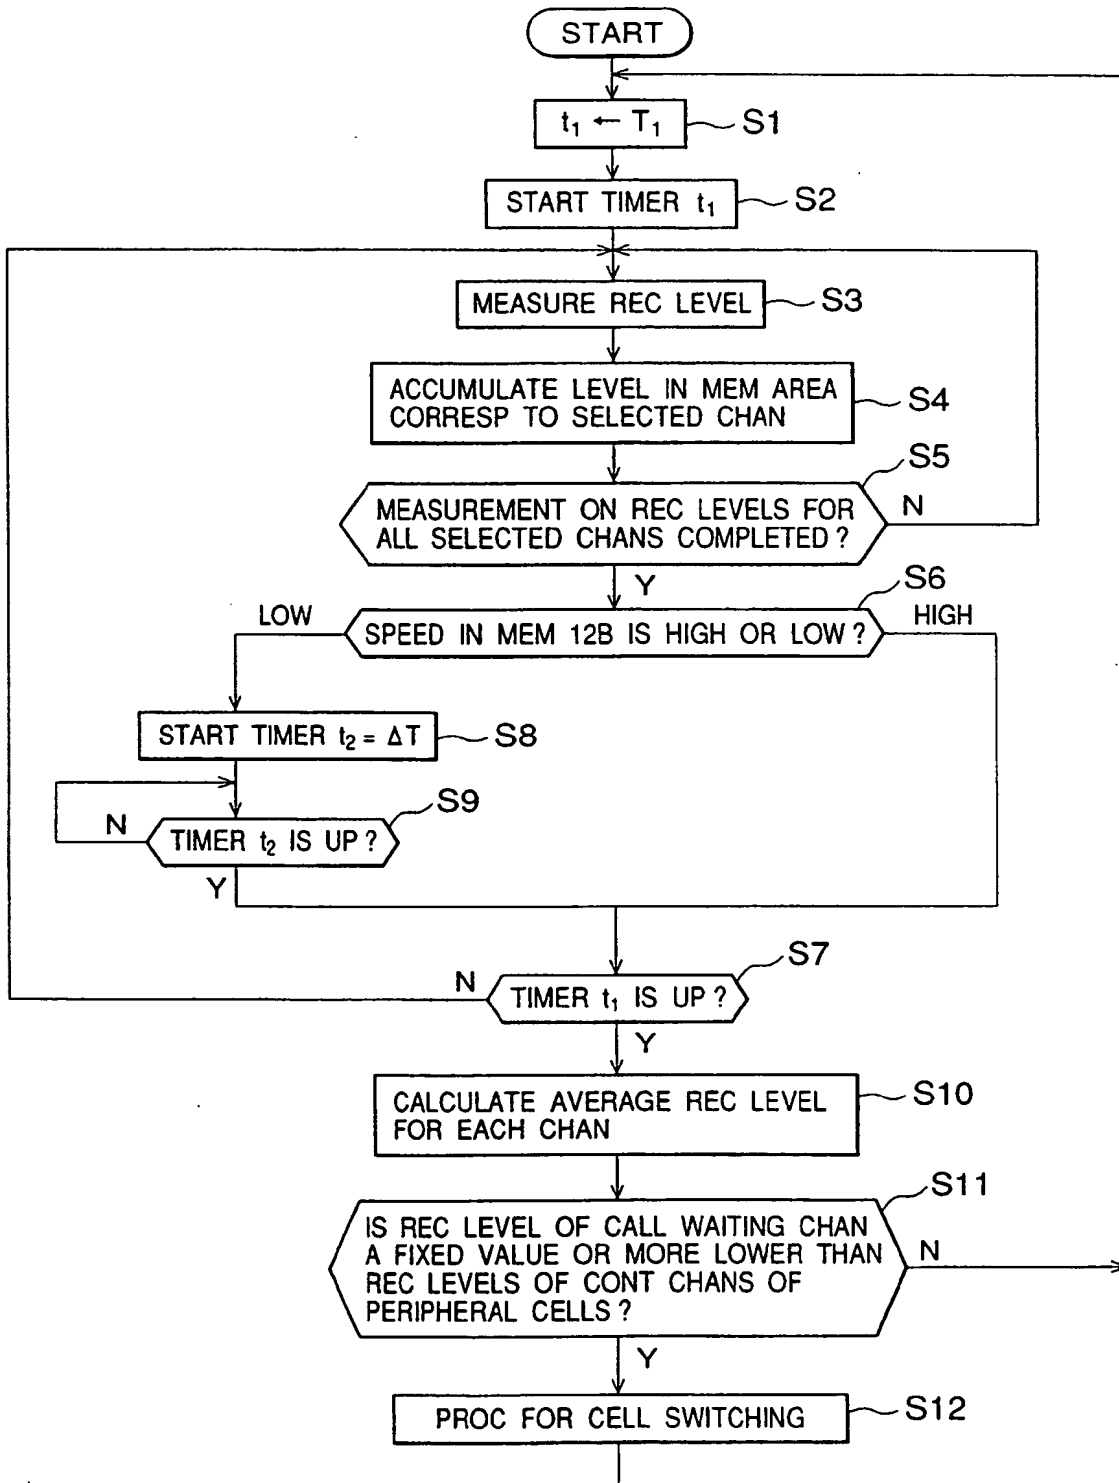 START
t₁ ← T₁
S1
START TIMER t₁
S2
MEASURE REC LEVEL
S3
ACCUMULATE LEVEL IN MEM AREA
CORRESP TO SELECTED CHAN
S4
S5
MEASUREMENT ON REC LEVELS FOR
ALL SELECTED CHANS COMPLETED?
N
Y
S6
LOW
SPEED IN MEM 12B IS HIGH OR LOW?
HIGH
START TIMER t₂ = ΔT
S8
S9
N
TIMER t₂ IS UP?
Y
S7
N
TIMER t₁ IS UP?
Y
CALCULATE AVERAGE REC LEVEL
FOR EACH CHAN
S10
S11
IS REC LEVEL OF CALL WAITING CHAN
A FIXED VALUE OR MORE LOWER THAN
REC LEVELS OF CONT CHANS OF
PERIPHERAL CELLS?
N
Y
PROC FOR CELL SWITCHING
S12